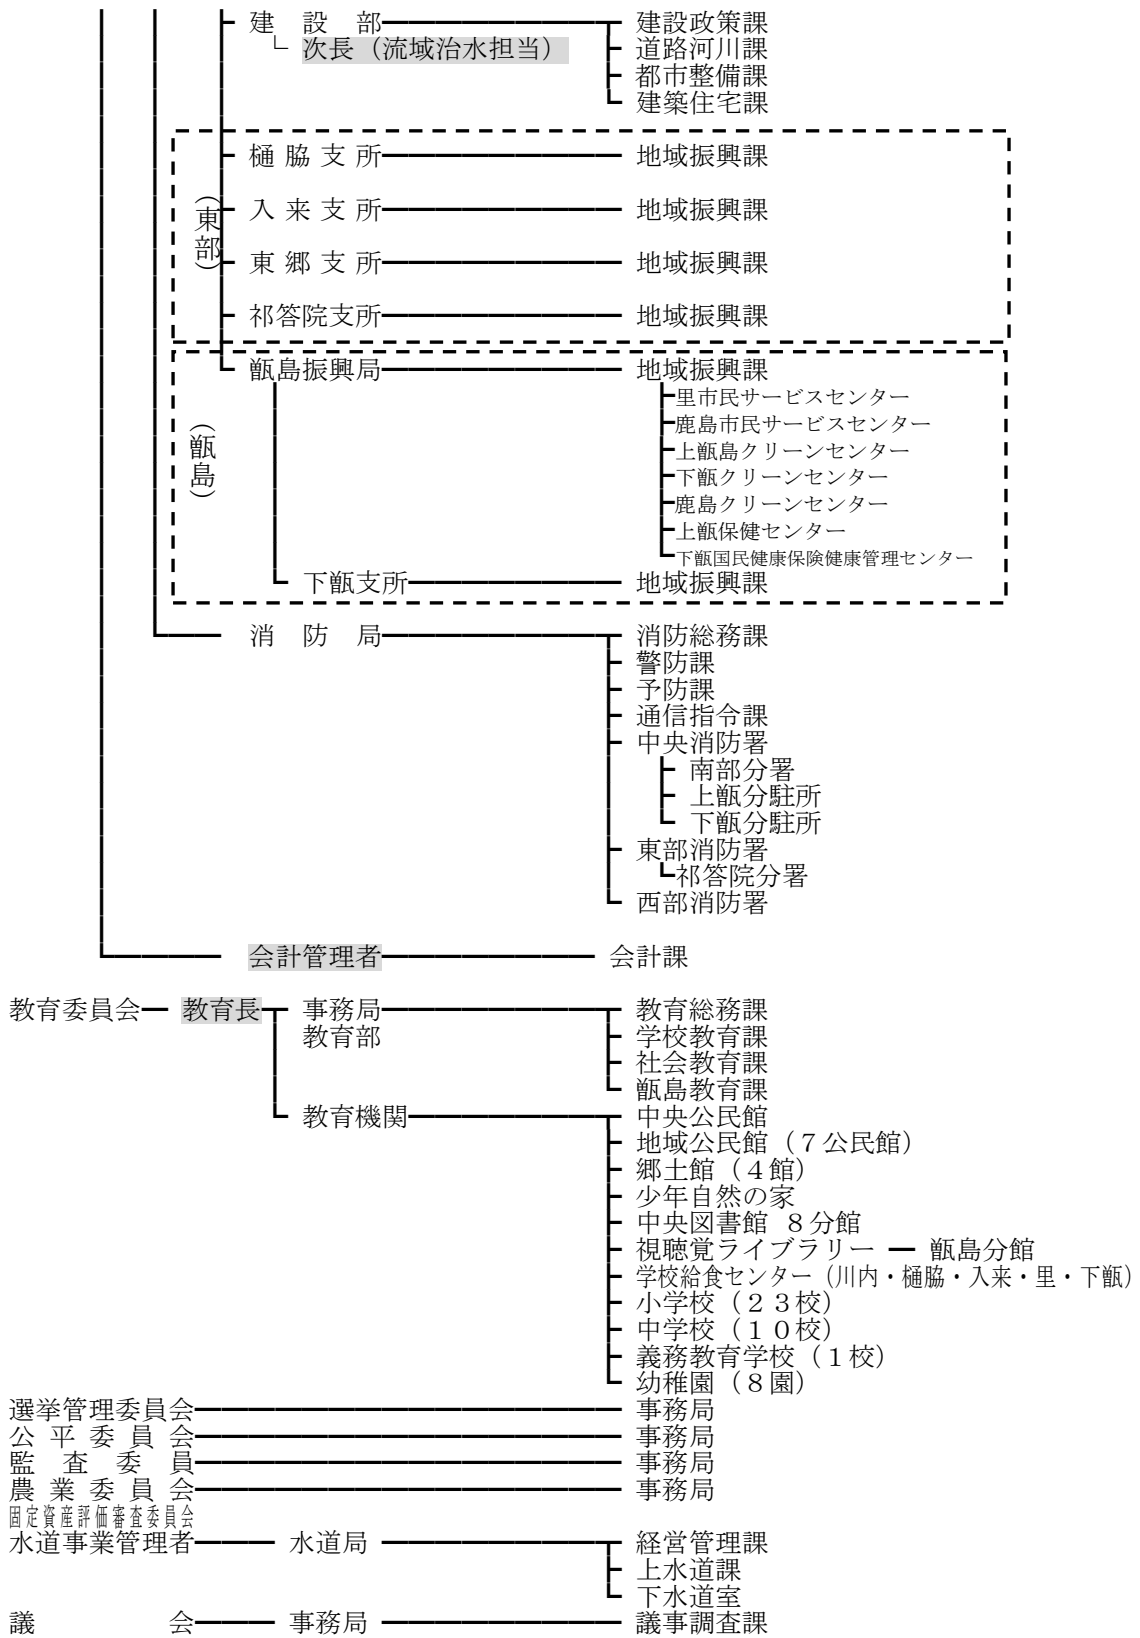 建　設　部　建設政策課
└ 次長（流域治水担当）　道路河川課
都市整備課
建築住宅課
（東部）
樋 脇 支 所　地域振興課
入 来 支 所　地域振興課
東 郷 支 所　地域振興課
祁答院支所　地域振興課
（甑島）
甑島振興局　地域振興課
里市民サービスセンター
鹿島市民サービスセンター
上甑島クリーンセンター
下甑クリーンセンター
鹿島クリーンセンター
上甑保健センター
下甑国民健康保険健康管理センター
下甑支所　地域振興課
消　防　局　消防総務課
警防課
予防課
通信指令課
中央消防署
南部分署
上甑分駐所
下甑分駐所
東部消防署
祁答院分署
西部消防署
会計管理者　会計課
教育委員会　教育長　事務局　教育総務課
教育部　学校教育課
社会教育課
甑島教育課
教育機関　中央公民館
地域公民館（７公民館）
郷土館（４館）
少年自然の家
中央図書館　８分館
視聴覚ライブラリー ━ 甑島分館
学校給食センター（川内・樋脇・入来・里・下甑）
小学校（２３校）
中学校（１０校）
義務教育学校（１校）
幼稚園（８園）
選挙管理委員会　事務局
公 平 委 員 会　事務局
監　査　委　員　事務局
農 業 委 員 会　事務局
固定資産評価審査委員会
水道事業管理者　水道局　経営管理課
上水道課
下水道室
議　　　　　会　事務局　議事調査課